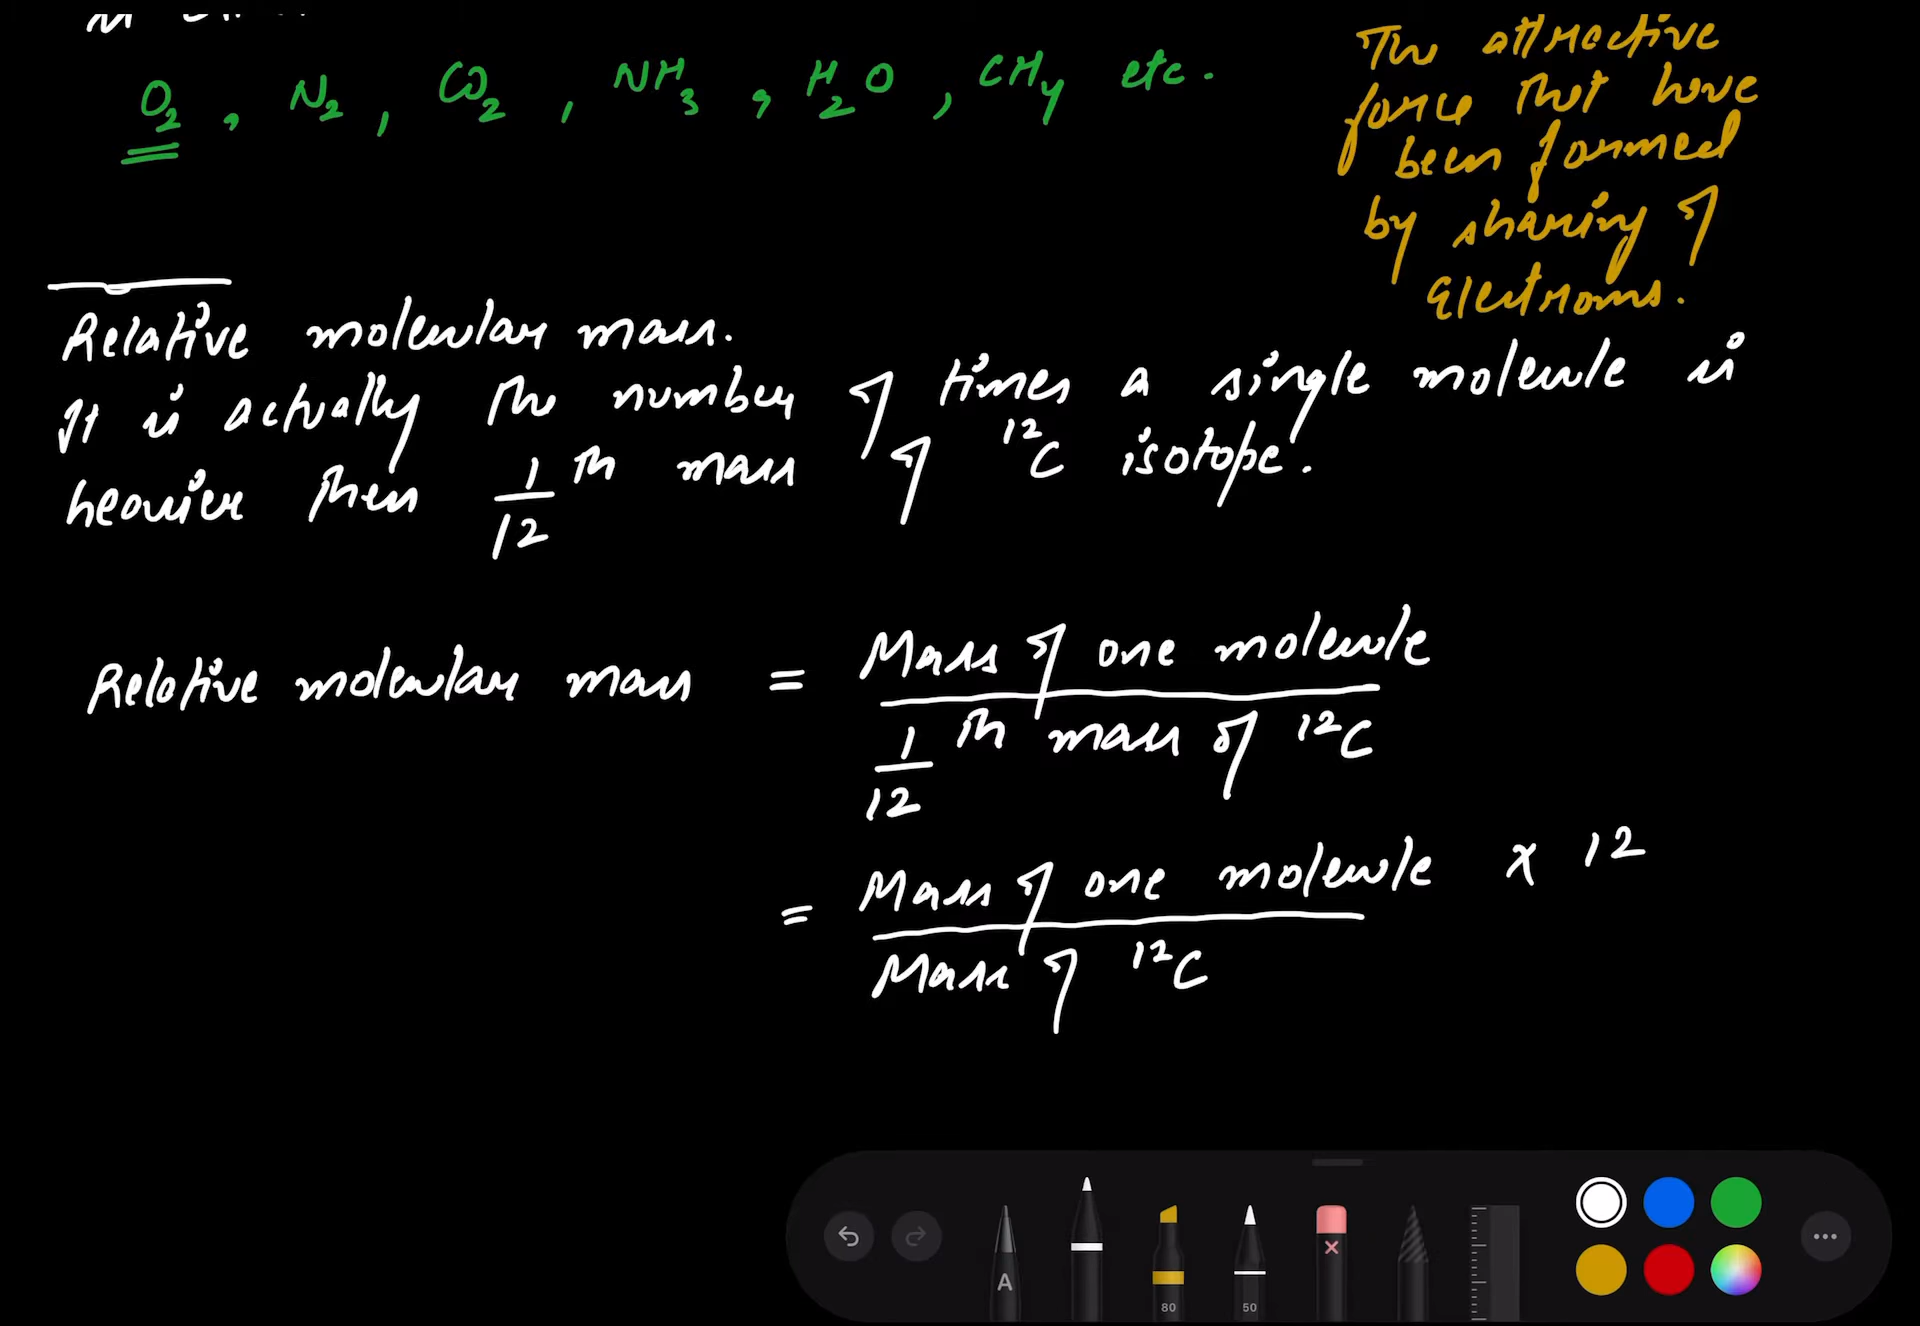 O₂, N₂, CO₂, NH₃, H₂O, CH₄ etc.
The attractive
force that have
been formed
by sharing of
electrons.
Relative molecular mass.
It is actually the number of times a single molecule is
heavier then 1/12 th mass of ¹²C isotope.
Relative molecular mass = Mass of one molecule / 1/12 th mass of ¹²C
= Mass of one molecule / Mass of ¹²C x 12
A
80
50